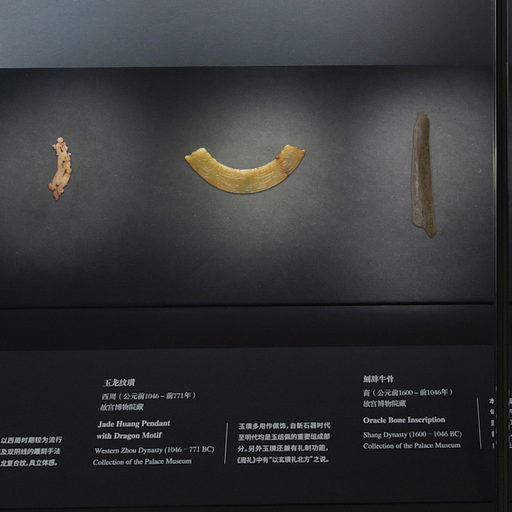 以西周时期较为流行
及双阴线的雕刻手法
龙复合纹，具立体感。
玉龙纹璜
西周（公元前1046－前771年）
故宫博物院藏
Jade Huang Pendant
with Dragon Motif
Western Zhou Dynasty (1046－771 BC)
Collection of the Palace Museum
玉璜多用作佩饰，自新石器时代
至明代均是玉组佩的重要组成部
分。另外玉璜还兼有礼制功能，
《周礼》中有“以玄璜礼北方”之说。
刻辞牛骨
商（公元前1600－前1046年）
故宫博物院藏
Oracle Bone Inscription
Shang Dynasty (1600－1046 BC)
Collection of the Palace Museum